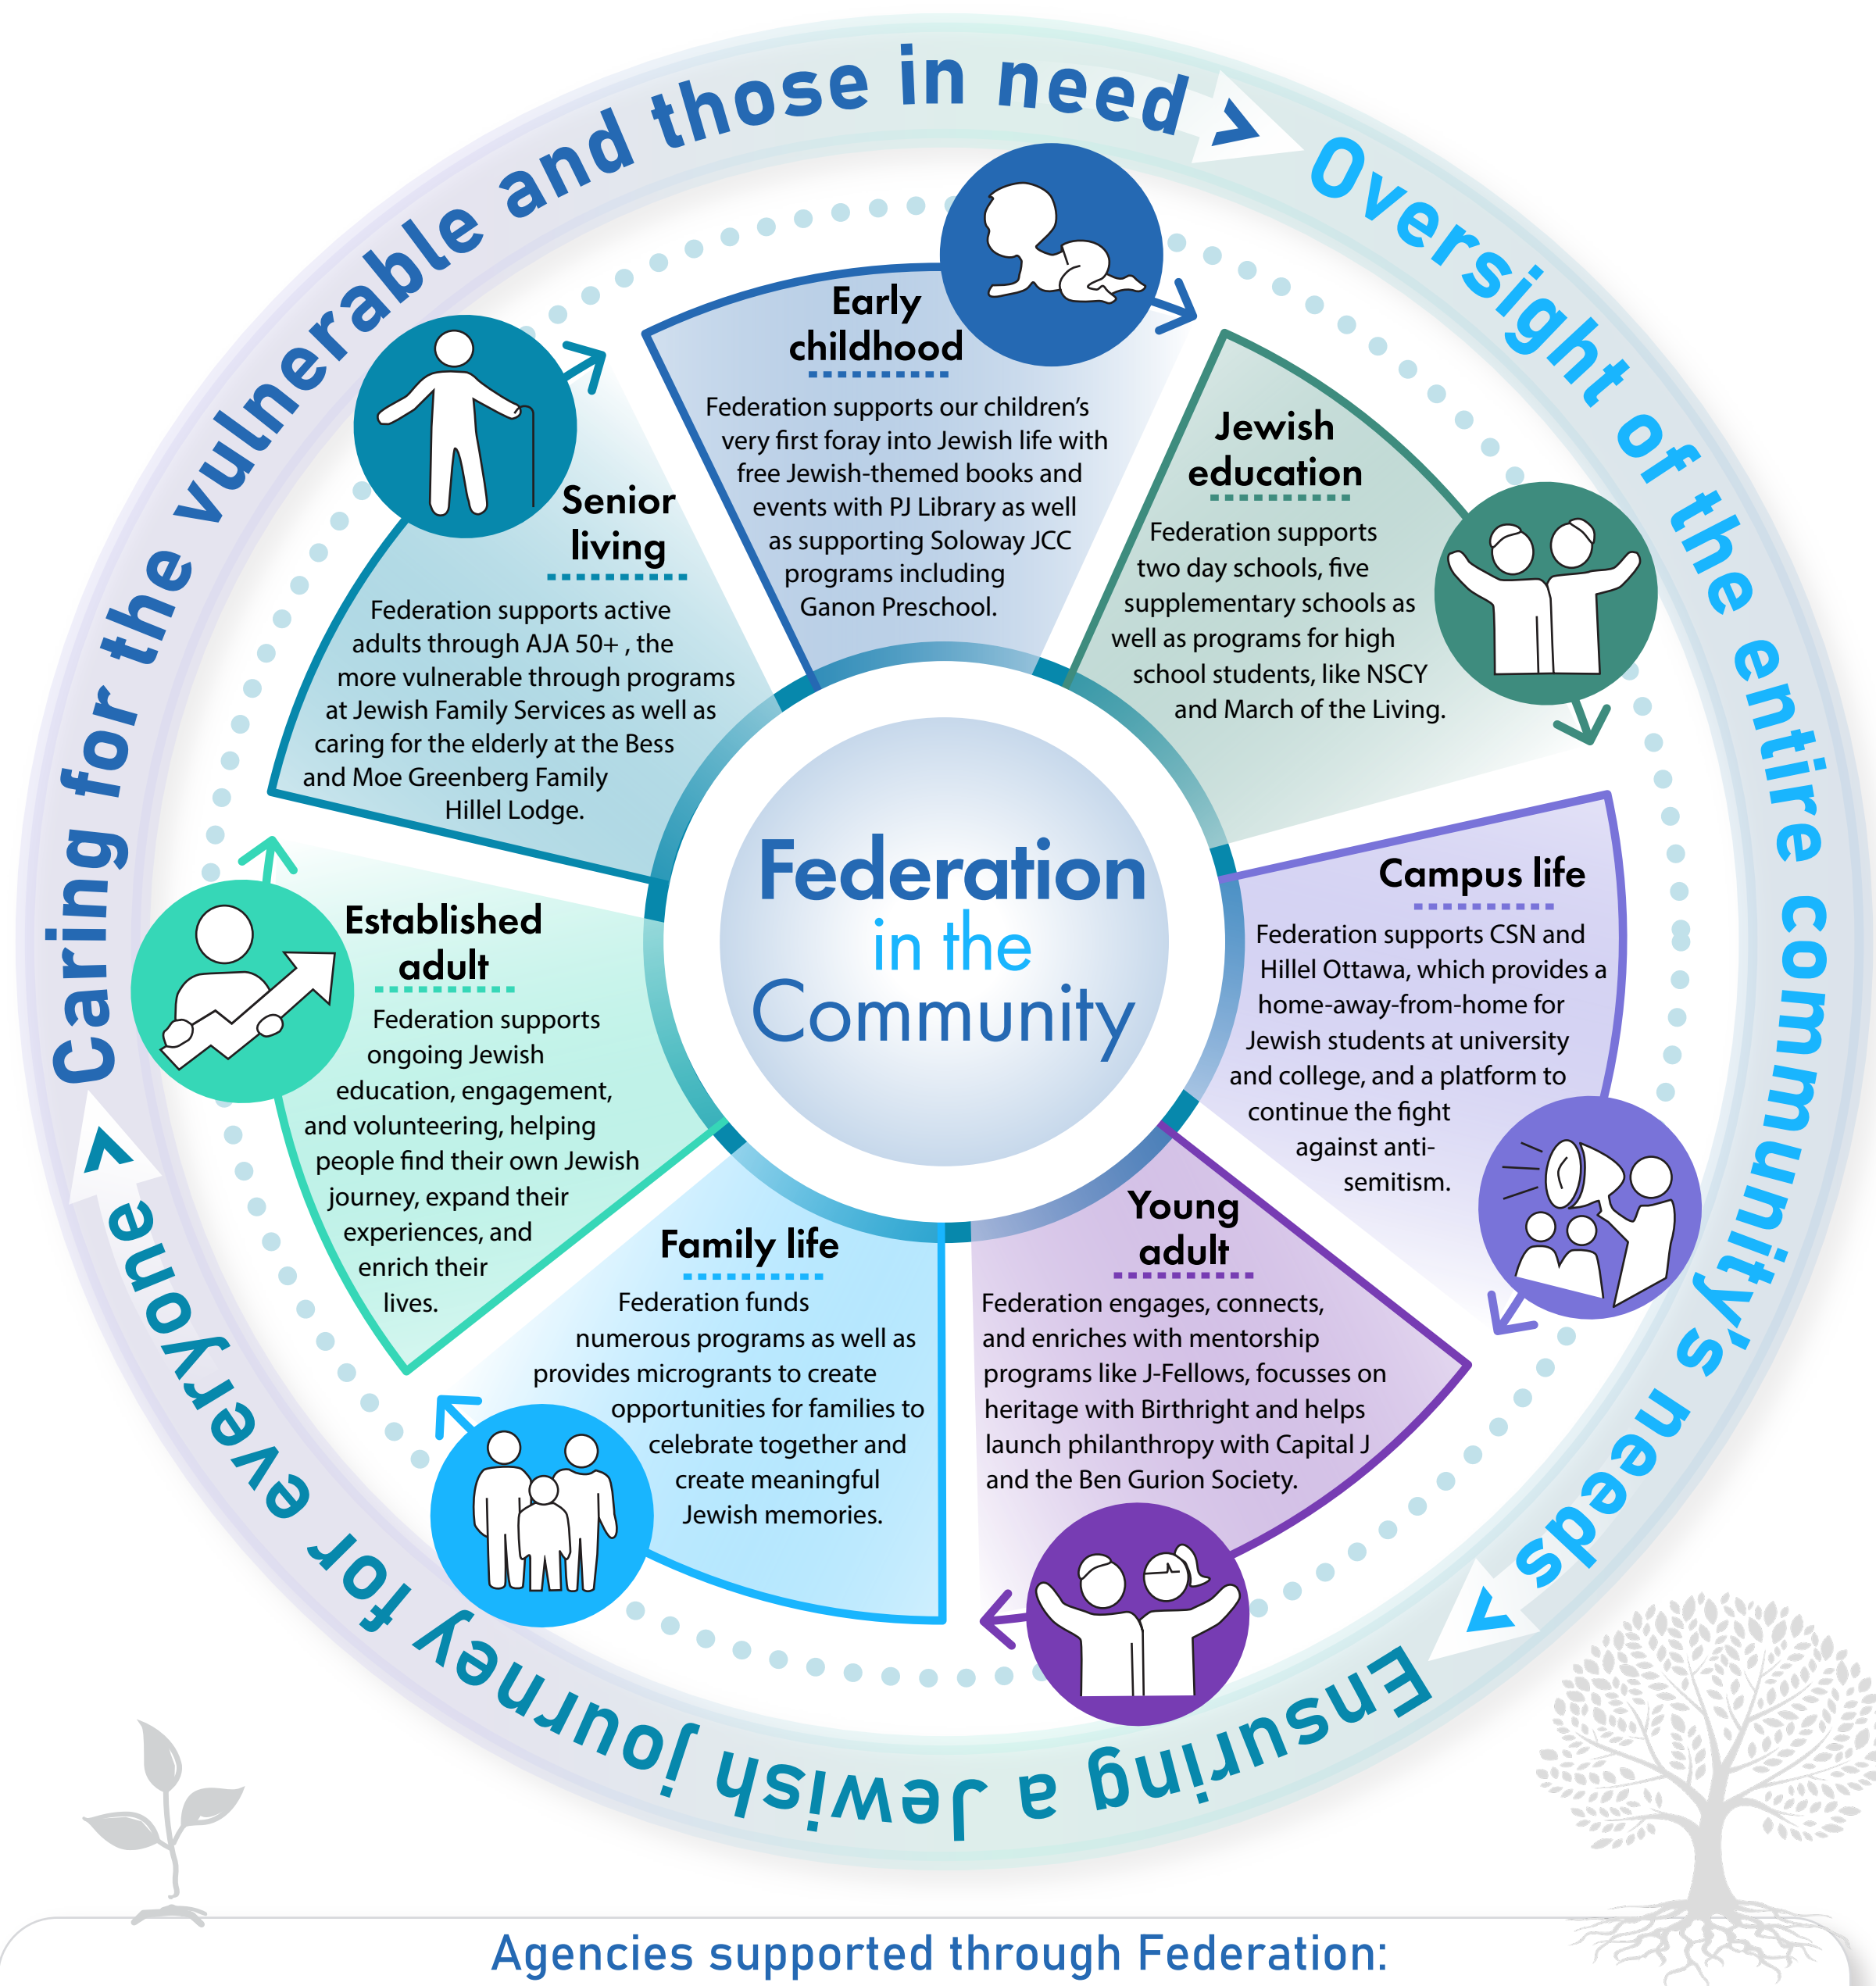 Caring for the vulnerable and those in need >
Oversight of the entire community's needs >
Ensuring a Jewish journey for everyone >
Federation
in the
Community
Early
childhood
Federation supports our children's
very first foray into Jewish life with
free Jewish-themed books and
events with PJ Library as well
as supporting Soloway JCC
programs including
Ganon Preschool.
Jewish
education
Federation supports
two day schools, five
supplementary schools as
well as programs for high
school students, like NSCY
and March of the Living.
Campus life
Federation supports CSN and
Hillel Ottawa, which provides a
home-away-from-home for
Jewish students at university
and college, and a platform to
continue the fight
against anti-
semitism.
Young
adult
Federation engages, connects,
and enriches with mentorship
programs like J-Fellows, focusses on
heritage with Birthright and helps
launch philanthropy with Capital J
and the Ben Gurion Society.
Family life
Federation funds
numerous programs as well as
provides microgrants to create
opportunities for families to
celebrate together and
create meaningful
Jewish memories.
Established
adult
Federation supports
ongoing Jewish
education, engagement,
and volunteering, helping
people find their own Jewish
journey, expand their
experiences, and
enrich their
lives.
Senior
living
Federation supports active
adults through AJA 50+ , the
more vulnerable through programs
at Jewish Family Services as well as
caring for the elderly at the Bess
and Moe Greenberg Family
Hillel Lodge.
Agencies supported through Federation: